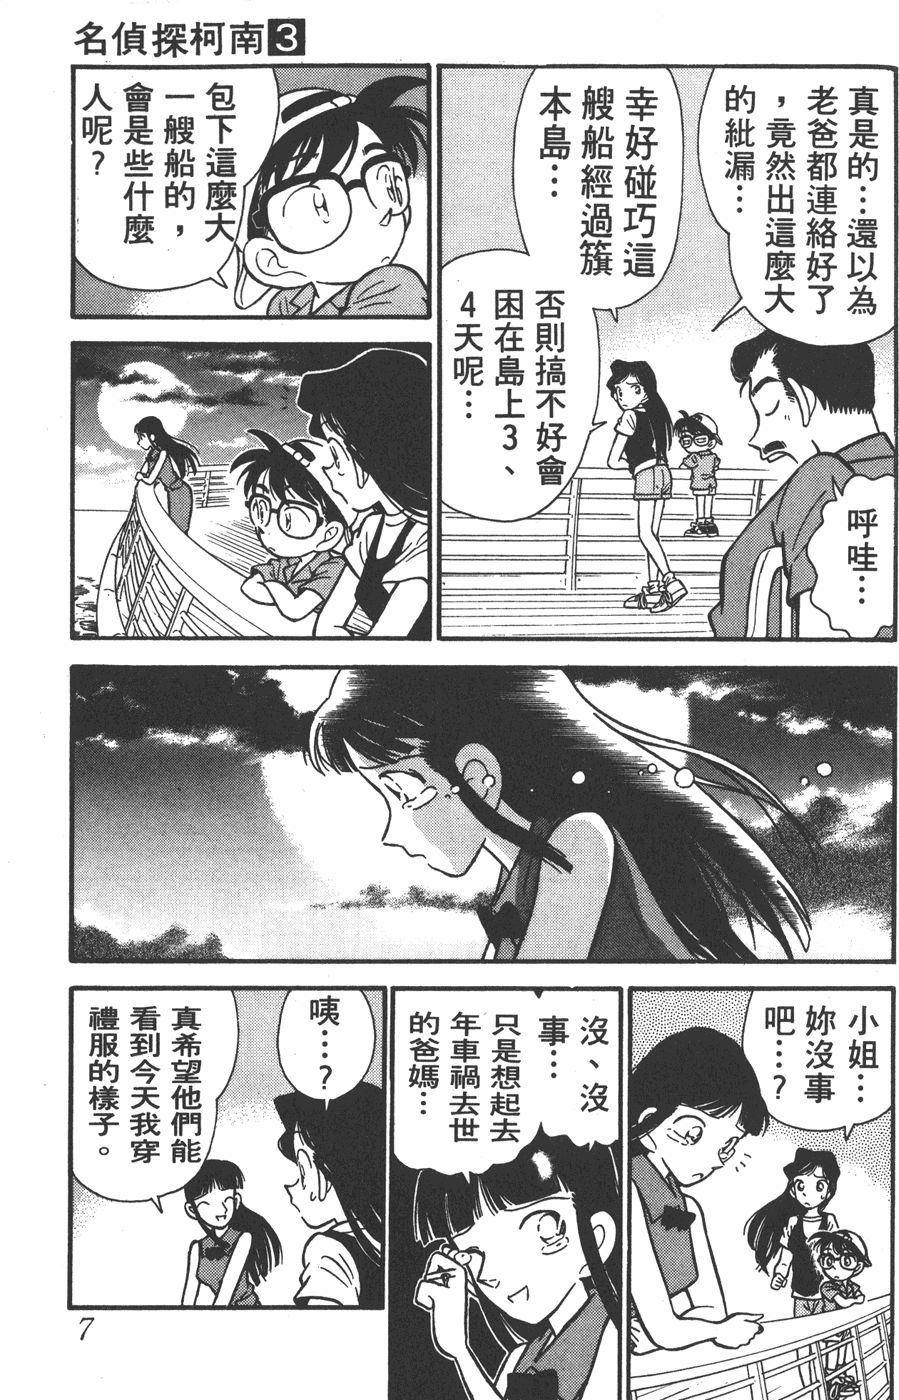 名偵探柯南3
真是的…還以為
老爸都連絡好了
，竟然出這麼大
的紕漏…
幸好碰巧這
艘船經過簱
本島…
否則搞不好會
困在島上3、
4天呢…
呼哇…
包下這麼大
一艘船的，
會是些什麼
人呢？
小姐…
妳沒事
吧…？
沒、沒
事…
只是想起去
年車禍去世
的爸媽…
咦…？
真希望他們能
看到今天我穿
禮服的樣子。
7